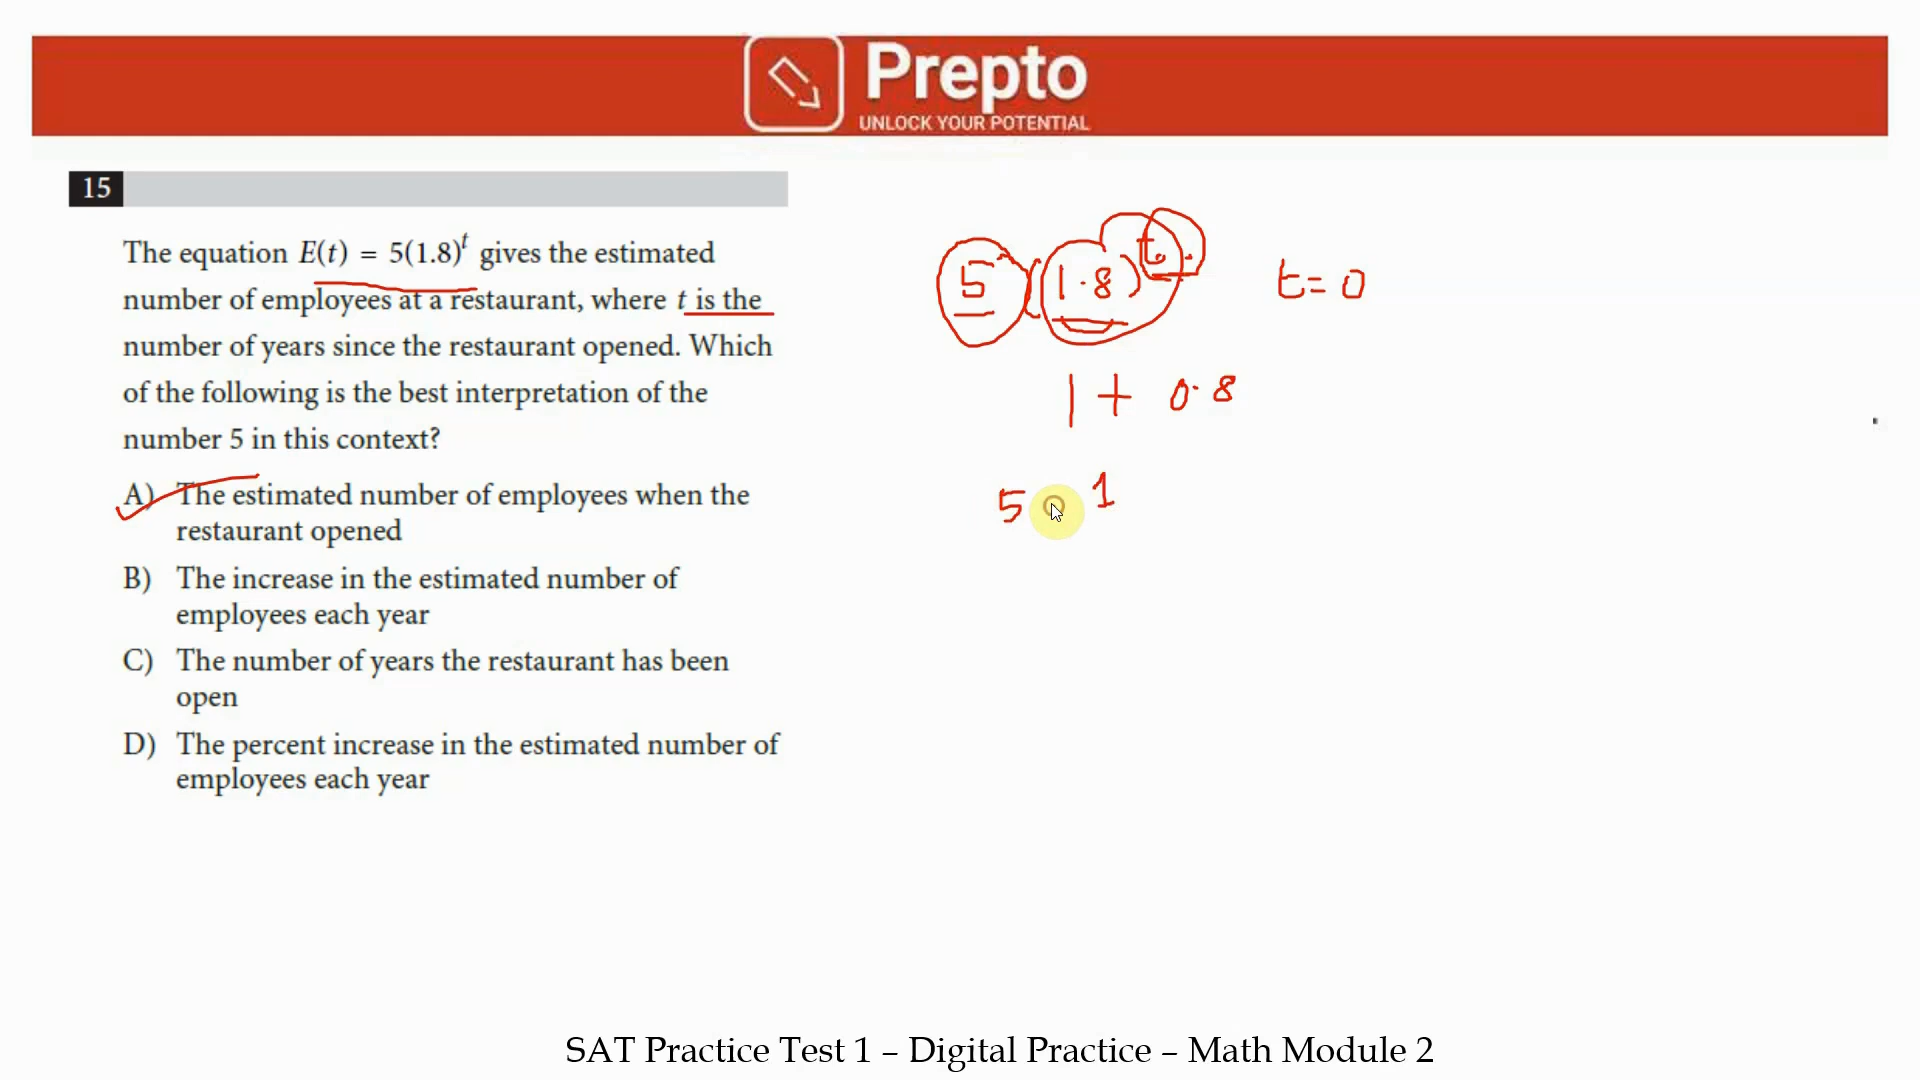 Prepto
UNLOCK YOUR POTENTIAL
15
The equation E(t) = 5(1.8)^t gives the estimated
number of employees at a restaurant, where t is the
number of years since the restaurant opened. Which
of the following is the best interpretation of the
number 5 in this context?
A) The estimated number of employees when the
restaurant opened
B) The increase in the estimated number of
employees each year
C) The number of years the restaurant has been
open
D) The percent increase in the estimated number of
employees each year
5 (1.8)^t
t = 0
1 + 0.8
5 1
SAT Practice Test 1 – Digital Practice – Math Module 2